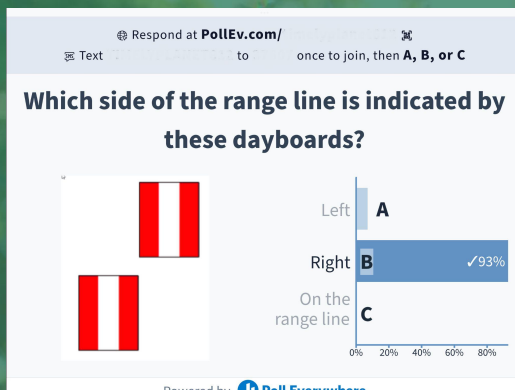 Respond at PollEv.com/
Text to once to join, then A, B, or C
Which side of the range line is indicated by
these dayboards?
Left A
Right B ✓93%
On the
range line C
0% 20% 40% 60% 80%
Powered by Poll Everywhere